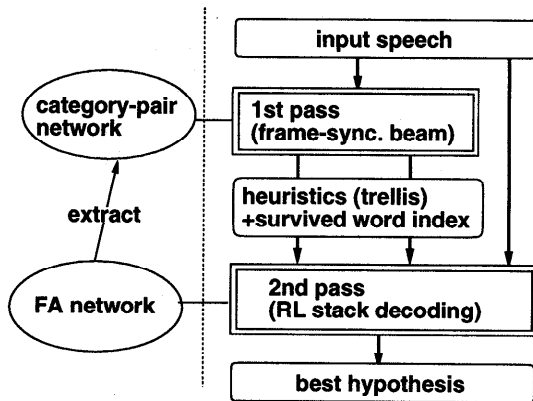 input speech
category-pair
network
1st pass
(frame-sync. beam)
heuristics (trellis)
+survived word index
extract
FA network
2nd pass
(RL stack decoding)
best hypothesis